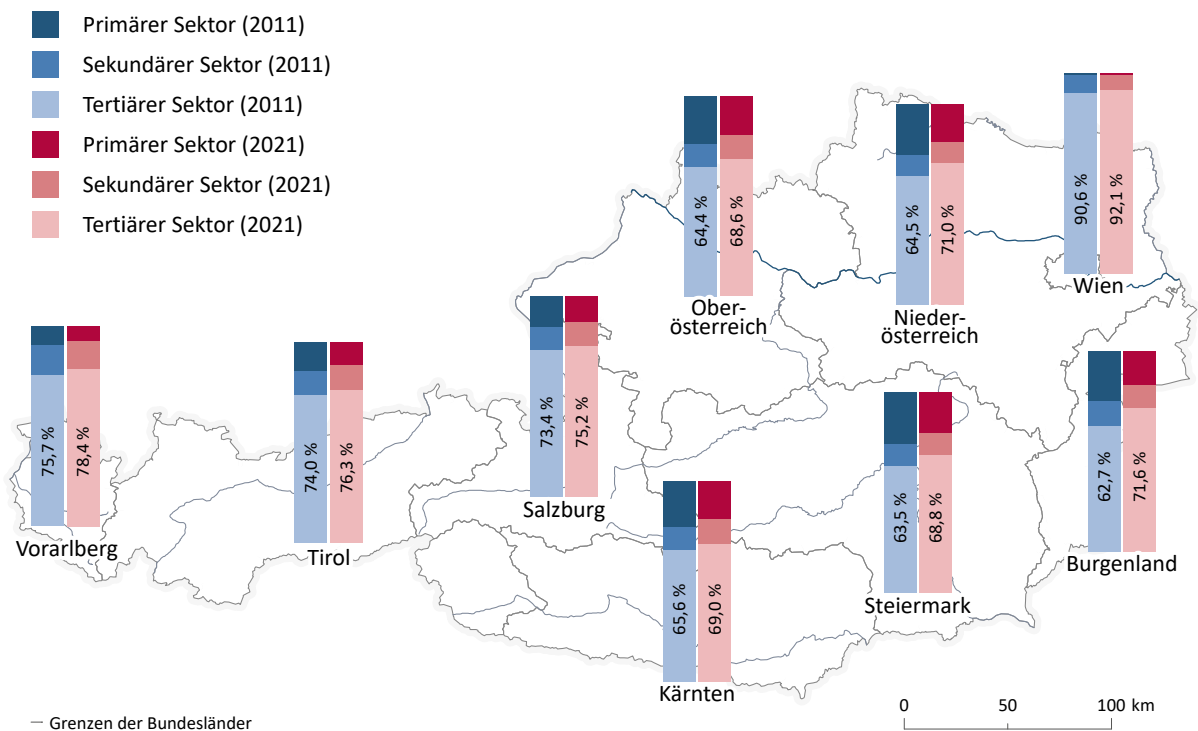 Primärer Sektor (2011)
Sekundärer Sektor (2011)
Tertiärer Sektor (2011)
Primärer Sektor (2021)
Sekundärer Sektor (2021)
Tertiärer Sektor (2021)
90,6 %
92,1 %
Wien
64,4 %
68,6 %
Ober-
österreich
64,5 %
71,0 %
Nieder-
österreich
75,7 %
78,4 %
Vorarlberg
74,0 %
76,3 %
Tirol
73,4 %
75,2 %
Salzburg
65,6 %
69,0 %
Kärnten
63,5 %
68,8 %
Steiermark
62,7 %
71,6 %
Burgenland
Grenzen der Bundesländer
0 50 100 km